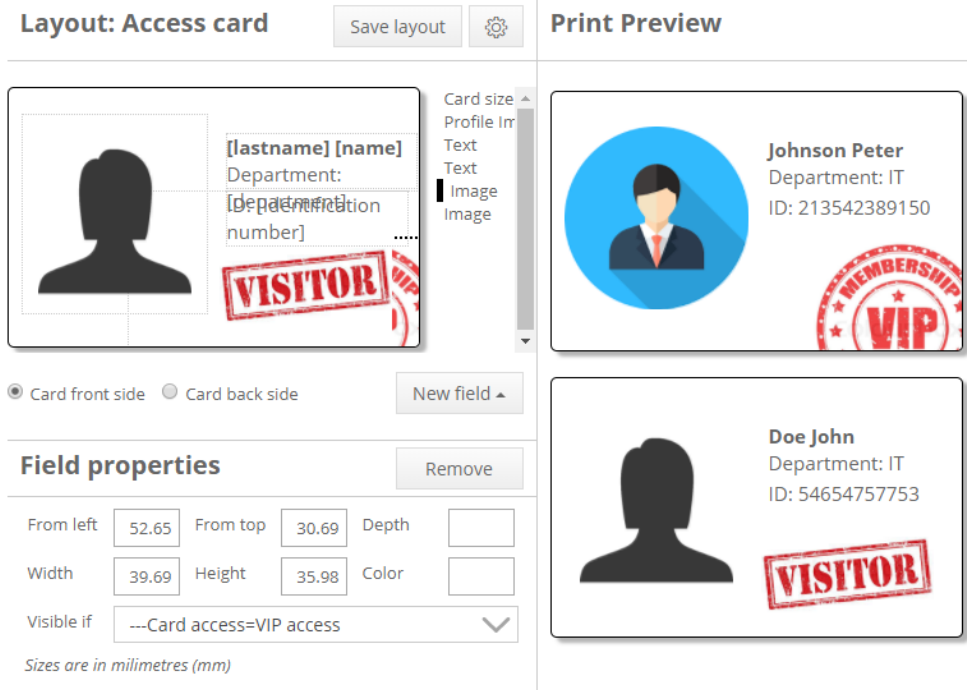 Layout: Access card
Save layout
Print Preview
[lastname] [name]
Department:
[department]
ID: [identification
number]
VISITOR
VIP
Card size
Profile Im
Text
Text
Image
Image
Card front side
Card back side
New field
Field properties
Remove
From left 52.65 From top 30.69 Depth
Width 39.69 Height 35.98 Color
Visible if ---Card access=VIP access
Sizes are in milimetres (mm)
Johnson Peter
Department: IT
ID: 213542389150
MEMBERSHIP
VIP
Doe John
Department: IT
ID: 54654757753
VISITOR